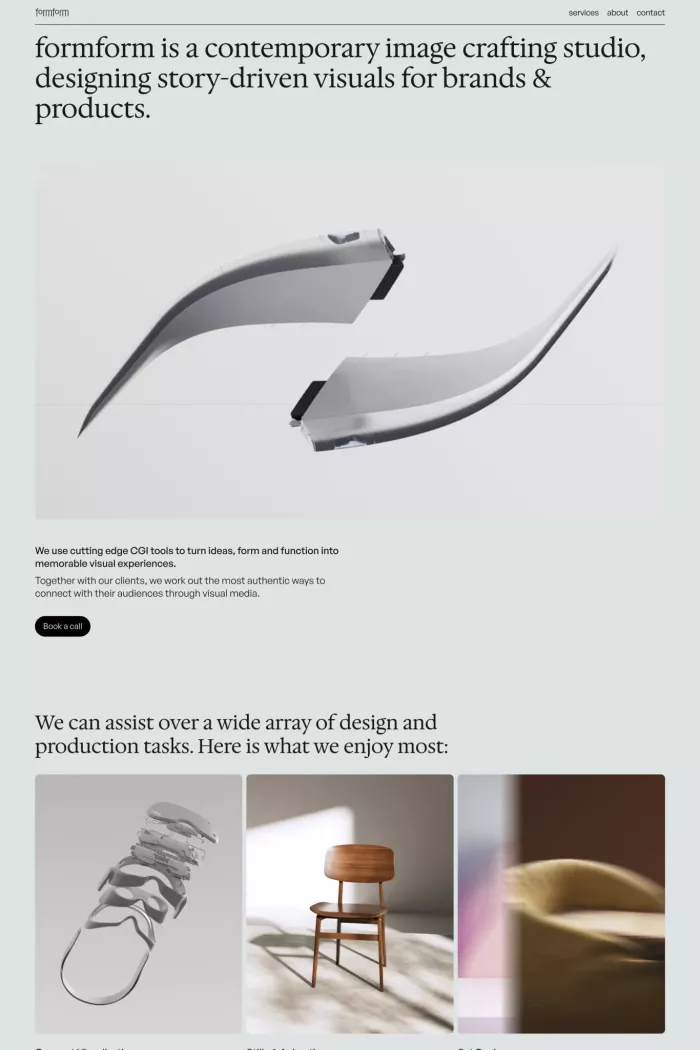 formform
services about contact
formform is a contemporary image crafting studio,
designing story-driven visuals for brands &
products.
We use cutting edge CGI tools to turn ideas, form and function into
memorable visual experiences.
Together with our clients, we work out the most authentic ways to
connect with their audiences through visual media.
Book a call
We can assist over a wide array of design and
production tasks. Here is what we enjoy most: